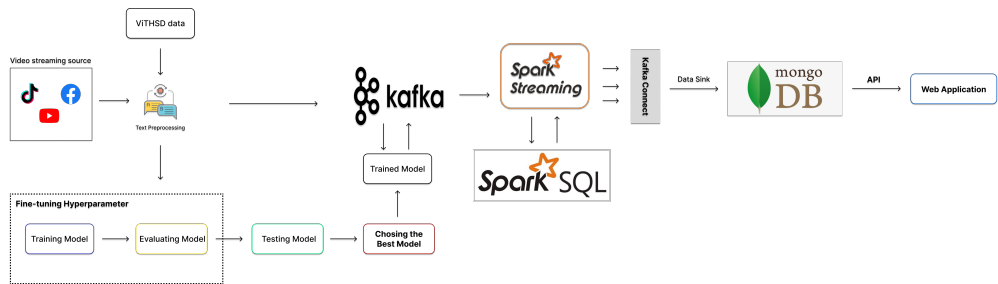 ViTHSD data
Video streaming source
Text Preprocessing
kafka
Spark
Streaming
Kafka Connect
Data Sink
mongo
DB
API
Web Application
Trained Model
Spark SQL
Fine-tuning Hyperparameter
Training Model
Evaluating Model
Testing Model
Chosing the
Best Model